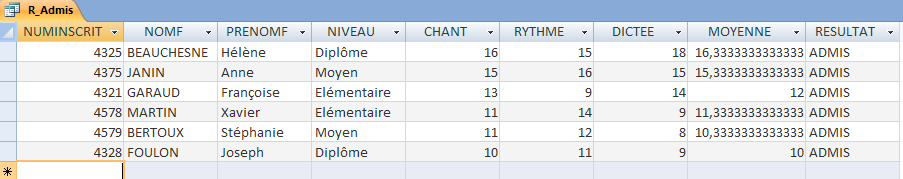 R_Admis
NUMINSCRIT NOMF PRENOMF NIVEAU CHANT RYTHME DICTEE MOYENNE RESULTAT
4325 BEAUCHESNE Hélène Diplôme 16 15 18 16,3333333333333 ADMIS
4375 JANIN Anne Moyen 15 16 15 15,3333333333333 ADMIS
4321 GARAUD Françoise Elémentaire 13 9 14 12 ADMIS
4578 MARTIN Xavier Elémentaire 11 14 9 11,3333333333333 ADMIS
4579 BERTOUX Stéphanie Moyen 11 12 8 10,3333333333333 ADMIS
4328 FOULON Joseph Diplôme 10 11 9 10 ADMIS